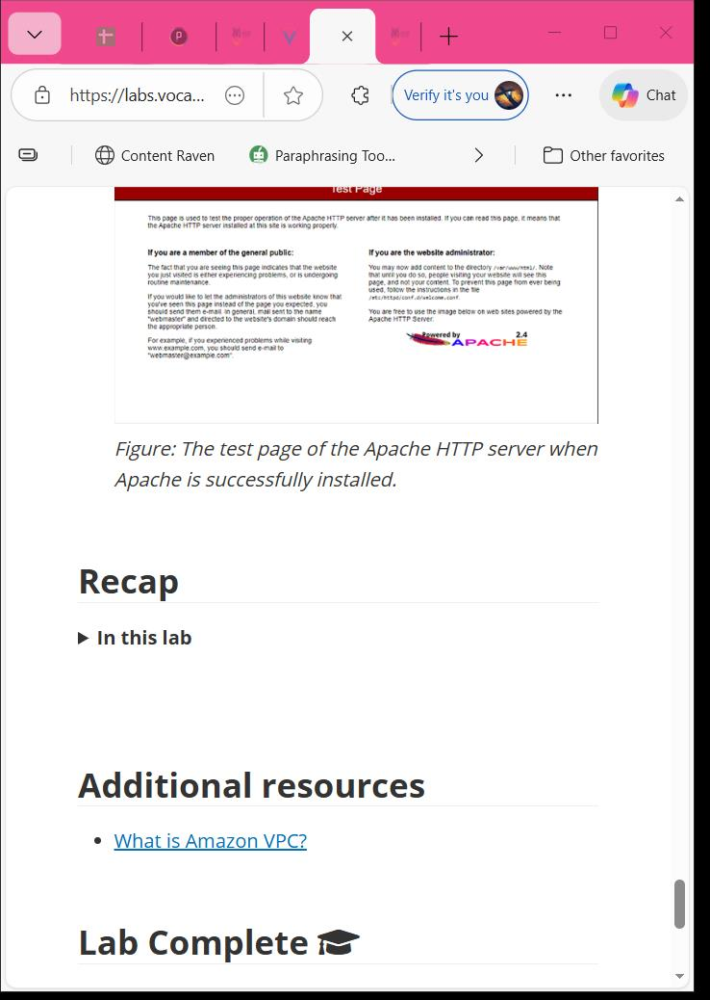 https://labs.voca...
Verify it's you
Chat
Content Raven
Paraphrasing Too...
Other favorites
Test Page
This page is used to test the proper operation of the Apache HTTP server after it has been installed. If you can read this page, it means that
the Apache HTTP server installed at this site is working properly.
If you are a member of the general public:
The fact that you are seeing this page indicates that the website
you just visited is either experiencing problems, or is undergoing
routine maintenance.
If you would like to let the administrators of this website know that
you've seen this page instead of the page you expected, you
should send them e-mail. In general, mail sent to the name
"webmaster" and directed to the website's domain should reach
the appropriate person.
For example, if you experienced problems while visiting
www.example.com, you should send e-mail to
"webmaster@example.com".
If you are the website administrator:
You may now add content to the directory /var/www/html/. Note
that until you do so, people visiting your website will see this
page, and not your content. To prevent this page from ever being
used, follow the instructions in the file
/etc/httpd/conf.d/welcome.conf.
You are free to use the image below on web sites powered by the
Apache HTTP Server:
Powered by 2.4
APACHE
Figure: The test page of the Apache HTTP server when
Apache is successfully installed.
Recap
In this lab
Additional resources
What is Amazon VPC?
Lab Complete